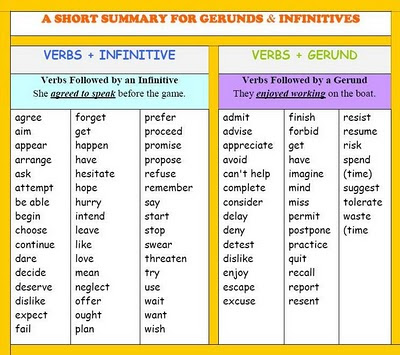 A SHORT SUMMARY FOR GERUNDS & INFINITIVES
VERBS + INFINITIVE
Verbs Followed by an Infinitive
She agreed to speak before the game.
agree
aim
appear
arrange
ask
attempt
be able
begin
choose
continue
dare
decide
deserve
dislike
expect
fail
forget
get
happen
have
hesitate
hope
hurry
intend
leave
like
love
mean
neglect
offer
ought
plan
prefer
proceed
promise
propose
refuse
remember
say
start
stop
swear
threaten
try
use
wait
want
wish
VERBS + GERUND
Verbs Followed by a Gerund
They enjoyed working on the boat.
admit
advise
appreciate
avoid
can't help
complete
consider
delay
deny
detest
dislike
enjoy
escape
excuse
finish
forbid
get
have
imagine
mind
miss
permit
postpone
practice
quit
recall
report
resent
resist
resume
risk
spend
(time)
suggest
tolerate
waste
(time